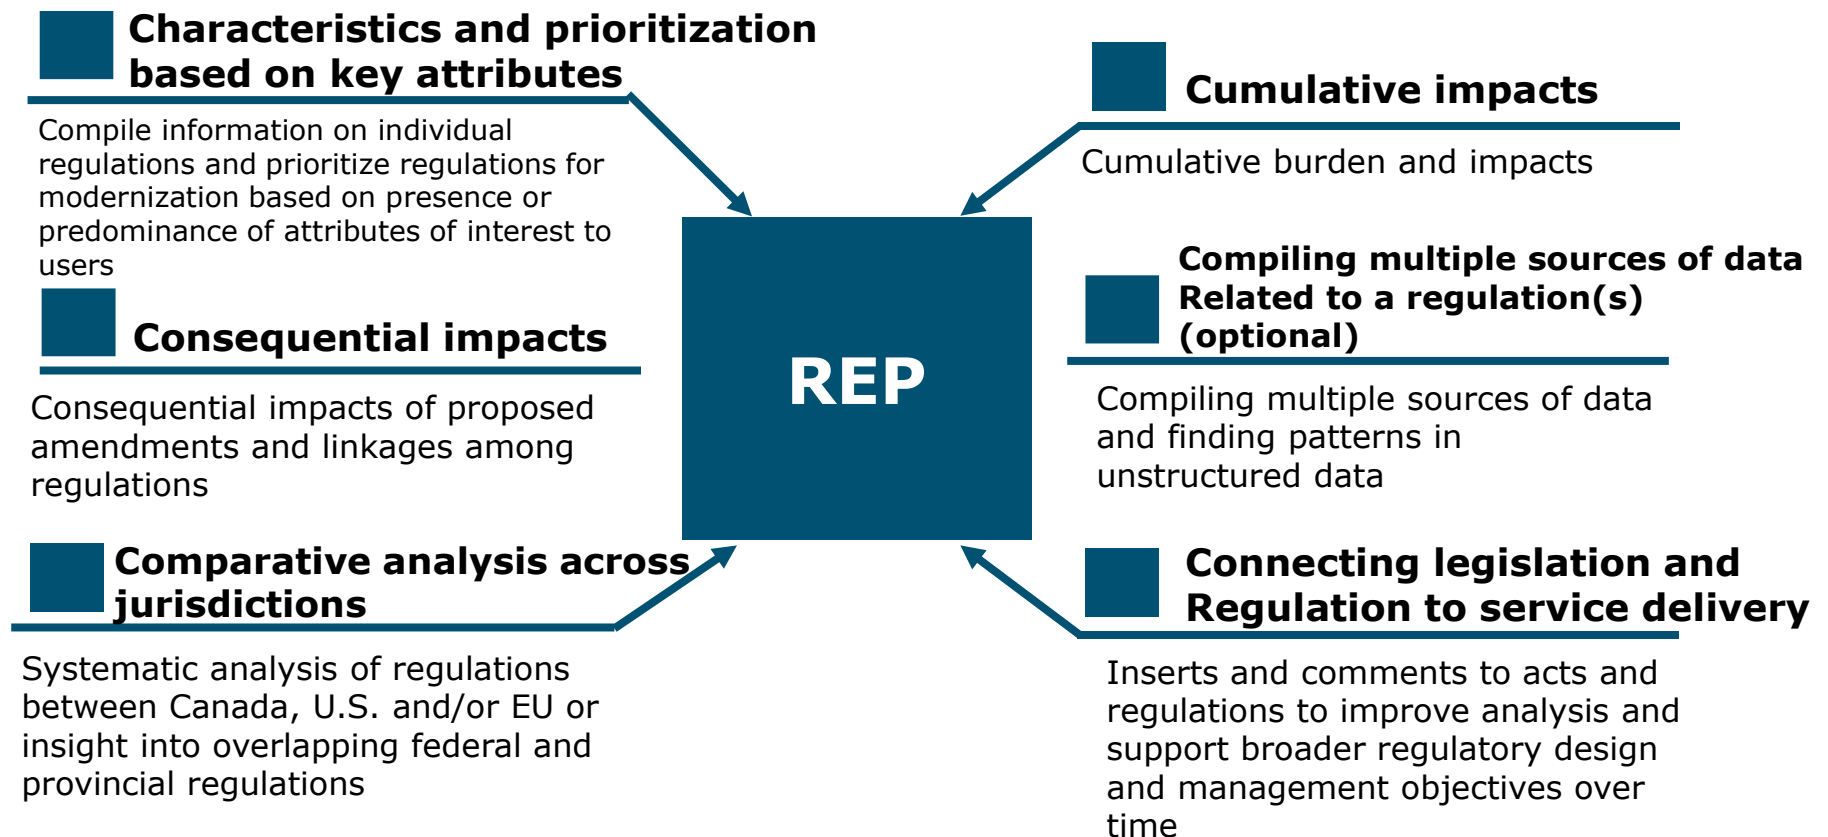 Characteristics and prioritization
based on key attributes
Compile information on individual
regulations and prioritize regulations for
modernization based on presence or
predominance of attributes of interest to
users
Consequential impacts
Consequential impacts of proposed
amendments and linkages among
regulations
Comparative analysis across
jurisdictions
Systematic analysis of regulations
between Canada, U.S. and/or EU or
insight into overlapping federal and
provincial regulations
REP
Cumulative impacts
Cumulative burden and impacts
Compiling multiple sources of data
Related to a regulation(s)
(optional)
Compiling multiple sources of data
and finding patterns in
unstructured data
Connecting legislation and
Regulation to service delivery
Inserts and comments to acts and
regulations to improve analysis and
support broader regulatory design
and management objectives over
time